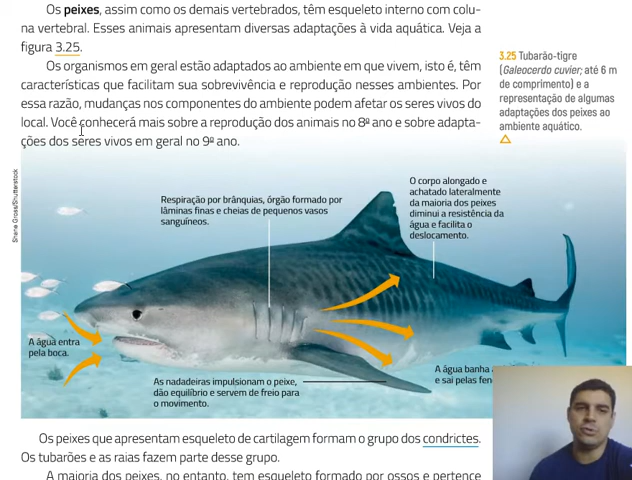 Os peixes, assim como os demais vertebrados, têm esqueleto interno com colu-
na vertebral. Esses animais apresentam diversas adaptações à vida aquática. Veja a
figura 3.25.
Os organismos em geral estão adaptados ao ambiente em que vivem, isto é, têm
características que facilitam sua sobrevivência e reprodução nesses ambientes. Por
essa razão, mudanças nos componentes do ambiente podem afetar os seres vivos do
local. Você conhecerá mais sobre a reprodução dos animais no 8º ano e sobre adapta-
ções dos seres vivos em geral no 9º ano.
3.25 Tubarão-tigre
(Galeocerdo cuvier; até 6 m
de comprimento) e a
representação de algumas
adaptações dos peixes ao
ambiente aquático.
Shane Gross/Shutterstock
Respiração por brânquias, órgão formado por
lâminas finas e cheias de pequenos vasos
sanguíneos.
O corpo alongado e
achatado lateralmente
da maioria dos peixes
diminui a resistência da
água e facilita o
deslocamento.
A água entra
pela boca.
As nadadeiras impulsionam o peixe,
dão equilíbrio e servem de freio para
o movimento.
A água banha
e sai pelas
Os peixes que apresentam esqueleto de cartilagem formam o grupo dos condrictes.
Os tubarões e as raias fazem parte desse grupo.
A maioria dos peixes, no entanto, tem esqueleto formado por ossos e pertence